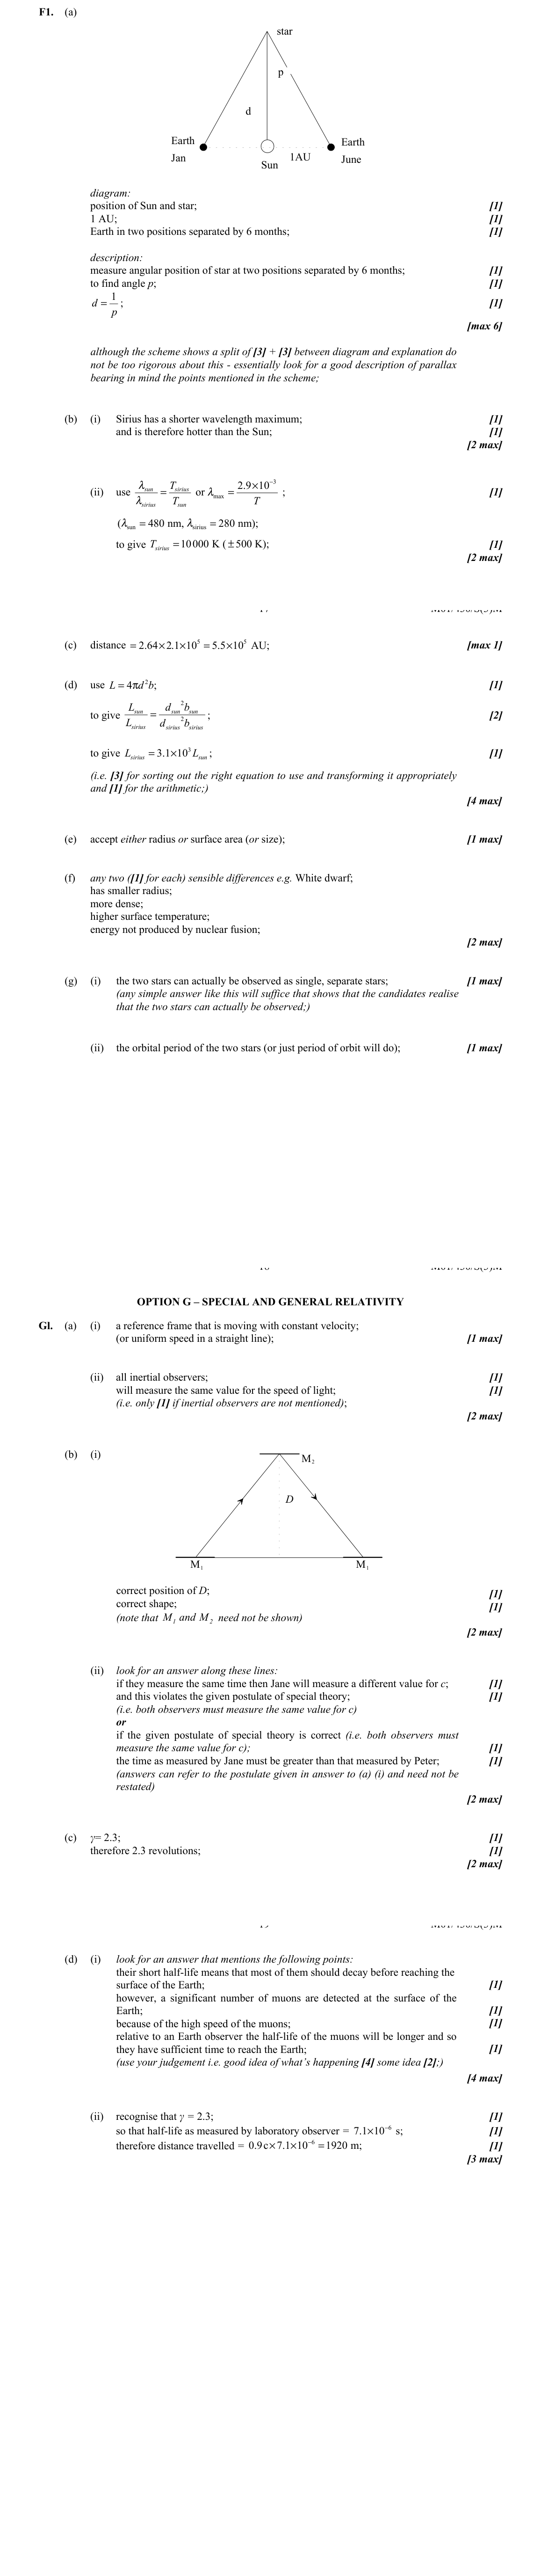 F1. (a)
star
p
d
Earth
Jan
Sun
1AU
Earth
June
diagram:
position of Sun and star; [1]
1 AU; [1]
Earth in two positions separated by 6 months; [1]
description:
measure angular position of star at two positions separated by 6 months; [1]
to find angle p; [1]
d = 1/p ; [1]
[max 6]
although the scheme shows a split of [3] + [3] between diagram and explanation do
not be too rigorous about this - essentially look for a good description of parallax
bearing in mind the points mentioned in the scheme;
(b) (i) Sirius has a shorter wavelength maximum; [1]
and is therefore hotter than the Sun; [1]
[2 max]
(ii) use λsun/λsirius = Tsirius/Tsun or λmax = 2.9×10⁻³/T ; [1]
(λsun = 480 nm, λsirius = 280 nm);
to give Tsirius = 10 000 K (±500 K); [1]
[2 max]
(c) distance = 2.64×2.1×10⁵ = 5.5×10⁵ AU; [max 1]
(d) use L = 4πd²b; [1]
to give Lsun/Lsirius = dsun²bsun/dsirius²bsirius ; [2]
to give Lsirius = 3.1×10³ Lsun ; [1]
(i.e. [3] for sorting out the right equation to use and transforming it appropriately
and [1] for the arithmetic;)
[4 max]
(e) accept either radius or surface area (or size); [1 max]
(f) any two ([1] for each) sensible differences e.g. White dwarf;
has smaller radius;
more dense;
higher surface temperature;
energy not produced by nuclear fusion;
[2 max]
(g) (i) the two stars can actually be observed as single, separate stars; [1 max]
(any simple answer like this will suffice that shows that the candidates realise
that the two stars can actually be observed;)
(ii) the orbital period of the two stars (or just period of orbit will do); [1 max]
OPTION G – SPECIAL AND GENERAL RELATIVITY
Gl. (a) (i) a reference frame that is moving with constant velocity;
(or uniform speed in a straight line); [1 max]
(ii) all inertial observers; [1]
will measure the same value for the speed of light; [1]
(i.e. only [1] if inertial observers are not mentioned);
[2 max]
(b) (i)
M₂
D
M₁
M₁
correct position of D; [1]
correct shape; [1]
(note that M₁ and M₂ need not be shown)
[2 max]
(ii) look for an answer along these lines:
if they measure the same time then Jane will measure a different value for c; [1]
and this violates the given postulate of special theory; [1]
(i.e. both observers must measure the same value for c)
or
if the given postulate of special theory is correct (i.e. both observers must
measure the same value for c); [1]
the time as measured by Jane must be greater than that measured by Peter; [1]
(answers can refer to the postulate given in answer to (a) (i) and need not be
restated)
[2 max]
(c) γ= 2.3; [1]
therefore 2.3 revolutions; [1]
[2 max]
(d) (i) look for an answer that mentions the following points:
their short half-life means that most of them should decay before reaching the
surface of the Earth; [1]
however, a significant number of muons are detected at the surface of the
Earth; [1]
because of the high speed of the muons; [1]
relative to an Earth observer the half-life of the muons will be longer and so
they have sufficient time to reach the Earth; [1]
(use your judgement i.e. good idea of what's happening [4] some idea [2];)
[4 max]
(ii) recognise that γ = 2.3; [1]
so that half-life as measured by laboratory observer = 7.1×10⁻⁶ s; [1]
therefore distance travelled = 0.9c×7.1×10⁻⁶ = 1920 m; [1]
[3 max]